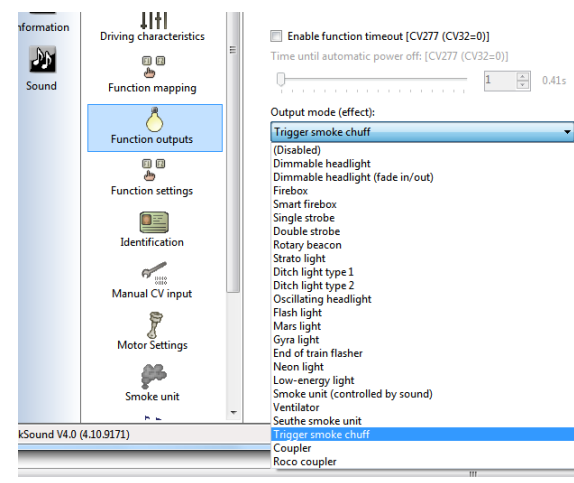 Information
Sound
Driving characteristics
Function mapping
Function outputs
Function settings
Identification
Manual CV input
Motor Settings
Smoke unit
kSound V4.0 (4.10.9171)
Enable function timeout [CV277 (CV32=0)]
Time until automatic power off: [CV277 (CV32=0)]
1
0.41s
Output mode (effect):
Trigger smoke chuff
(Disabled)
Dimmable headlight
Dimmable headlight (fade in/out)
Firebox
Smart firebox
Single strobe
Double strobe
Rotary beacon
Strato light
Ditch light type 1
Ditch light type 2
Oscillating headlight
Flash light
Mars light
Gyra light
End of train flasher
Neon light
Low-energy light
Smoke unit (controlled by sound)
Ventilator
Seuthe smoke unit
Trigger smoke chuff
Coupler
Roco coupler